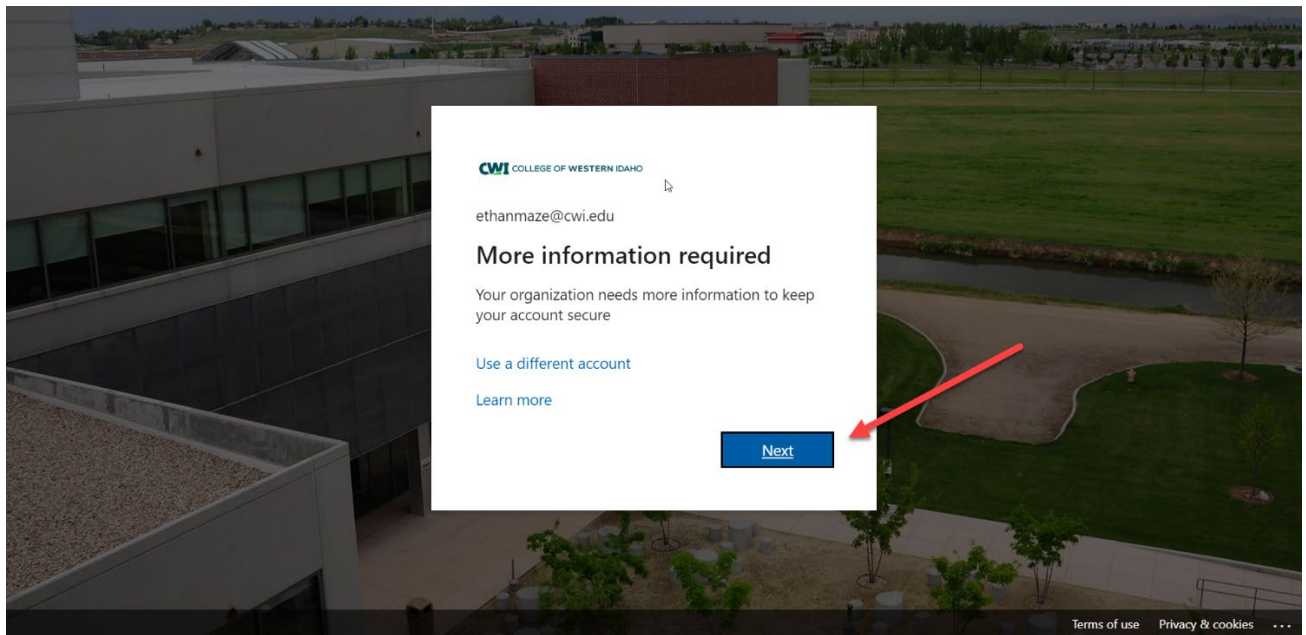 CWI COLLEGE OF WESTERN IDAHO
ethanmaze@cwi.edu
More information required
Your organization needs more information to keep
your account secure
Use a different account
Learn more
Next
Terms of use Privacy & cookies ...